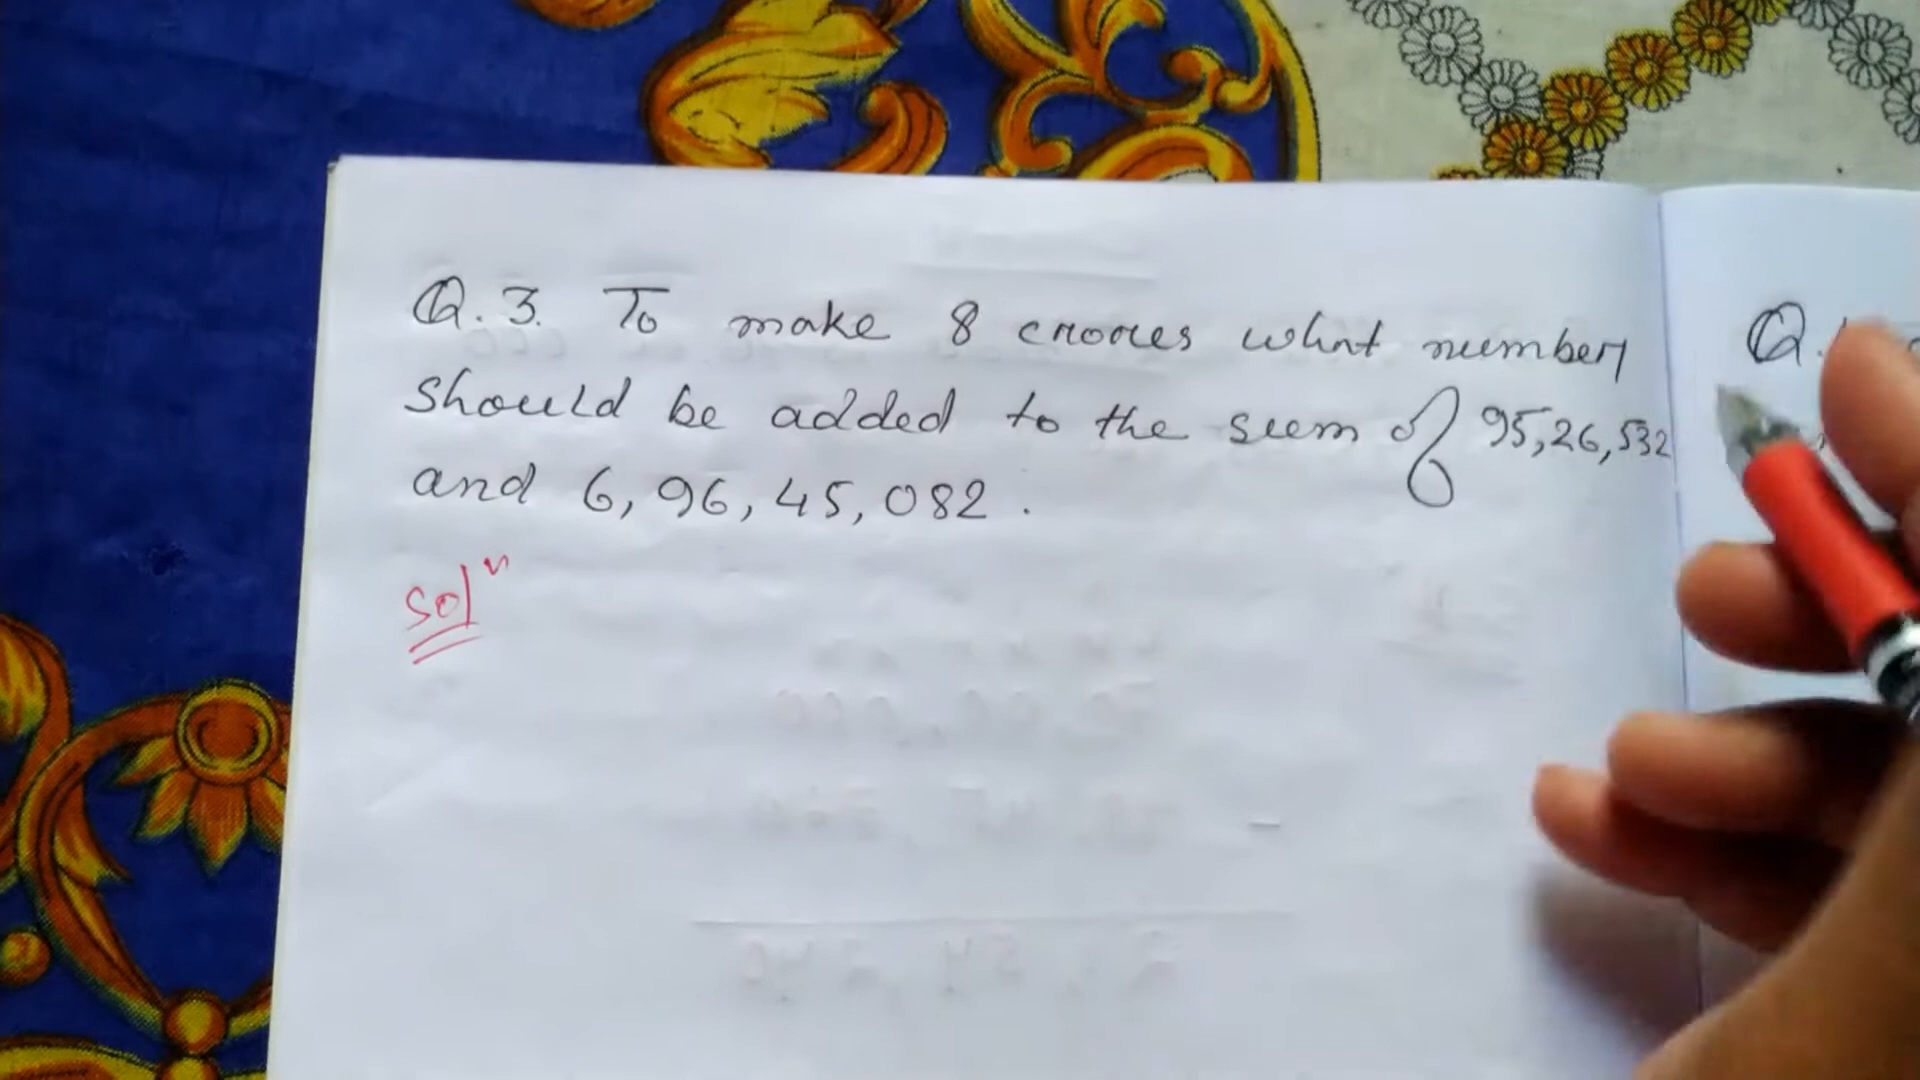 Q.3. To make 8 crores what number
should be added to the sum of 95,26,532
and 6,96,45,082.
Solⁿ
Q.